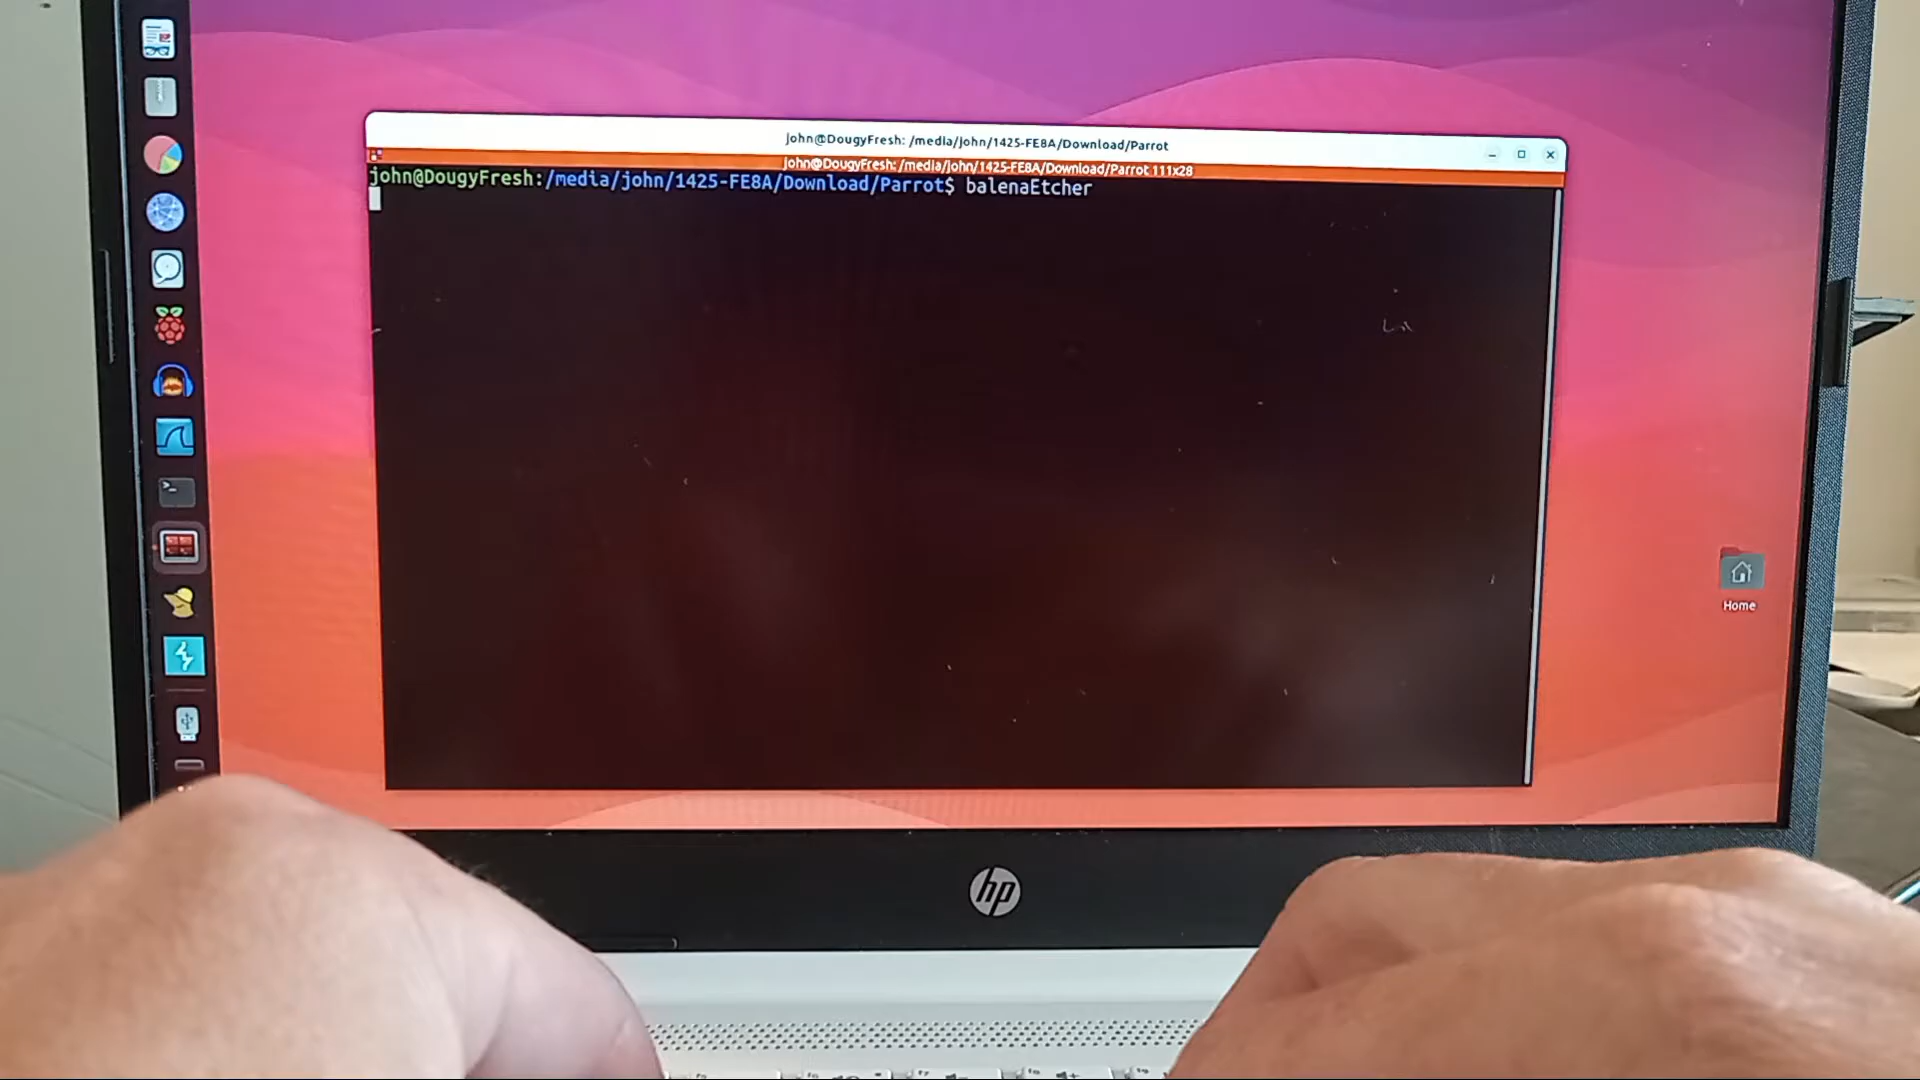 john@DougyFresh: /media/john/1425-FE8A/Download/Parrot
john@DougyFresh: /media/john/1425-FE8A/Download/Parrot 111x28
john@DougyFresh:/media/john/1425-FE8A/Download/Parrot$ balenaEtcher
Home
hp